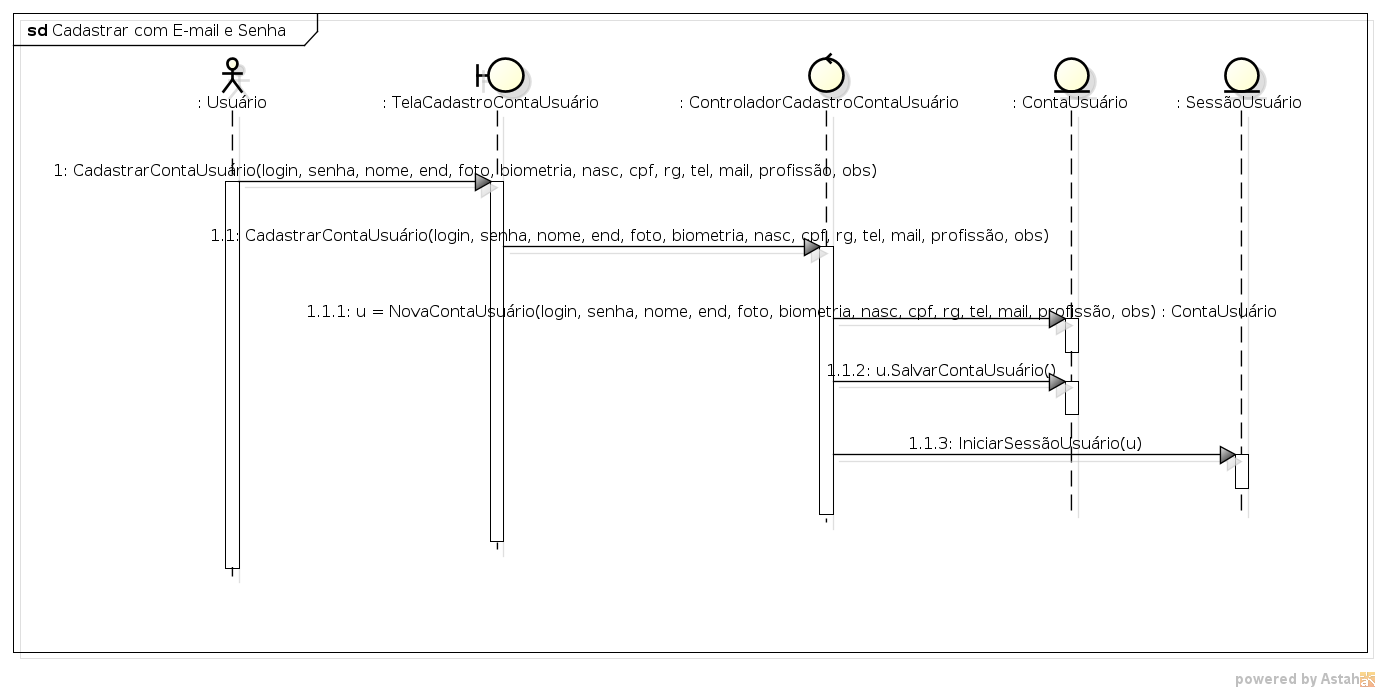 sd Cadastrar com E-mail e Senha
: Usuário
: TelaCadastroContaUsuário
: ControladorCadastroContaUsuário
: ContaUsuário
: SessãoUsuário
1: CadastrarContaUsuário(login, senha, nome, end, foto, biometria, nasc, cpf, rg, tel, mail, profissão, obs)
1.1: CadastrarContaUsuário(login, senha, nome, end, foto, biometria, nasc, cpf, rg, tel, mail, profissão, obs)
1.1.1: u = NovaContaUsuário(login, senha, nome, end, foto, biometria, nasc, cpf, rg, tel, mail, profissão, obs) : ContaUsuário
1.1.2: u.SalvarContaUsuário()
1.1.3: IniciarSessãoUsuário(u)
powered by Astah